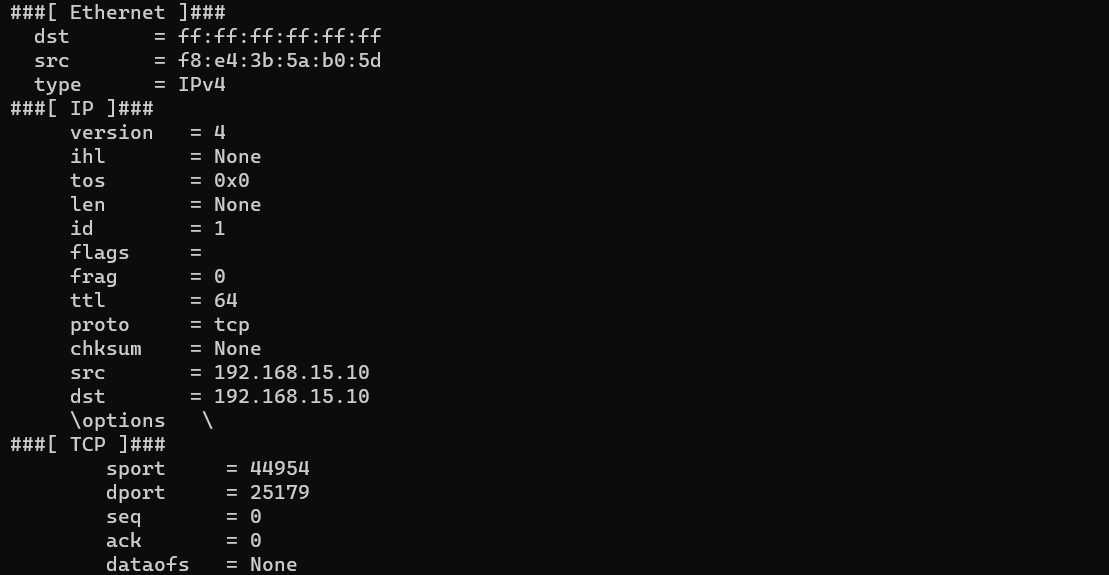 ###[ Ethernet ]###
  dst       = ff:ff:ff:ff:ff:ff
  src       = f8:e4:3b:5a:b0:5d
  type      = IPv4
###[ IP ]###
     version   = 4
     ihl       = None
     tos       = 0x0
     len       = None
     id        = 1
     flags     =
     frag      = 0
     ttl       = 64
     proto     = tcp
     chksum    = None
     src       = 192.168.15.10
     dst       = 192.168.15.10
     \options   \
###[ TCP ]###
        sport     = 44954
        dport     = 25179
        seq       = 0
        ack       = 0
        dataofs   = None